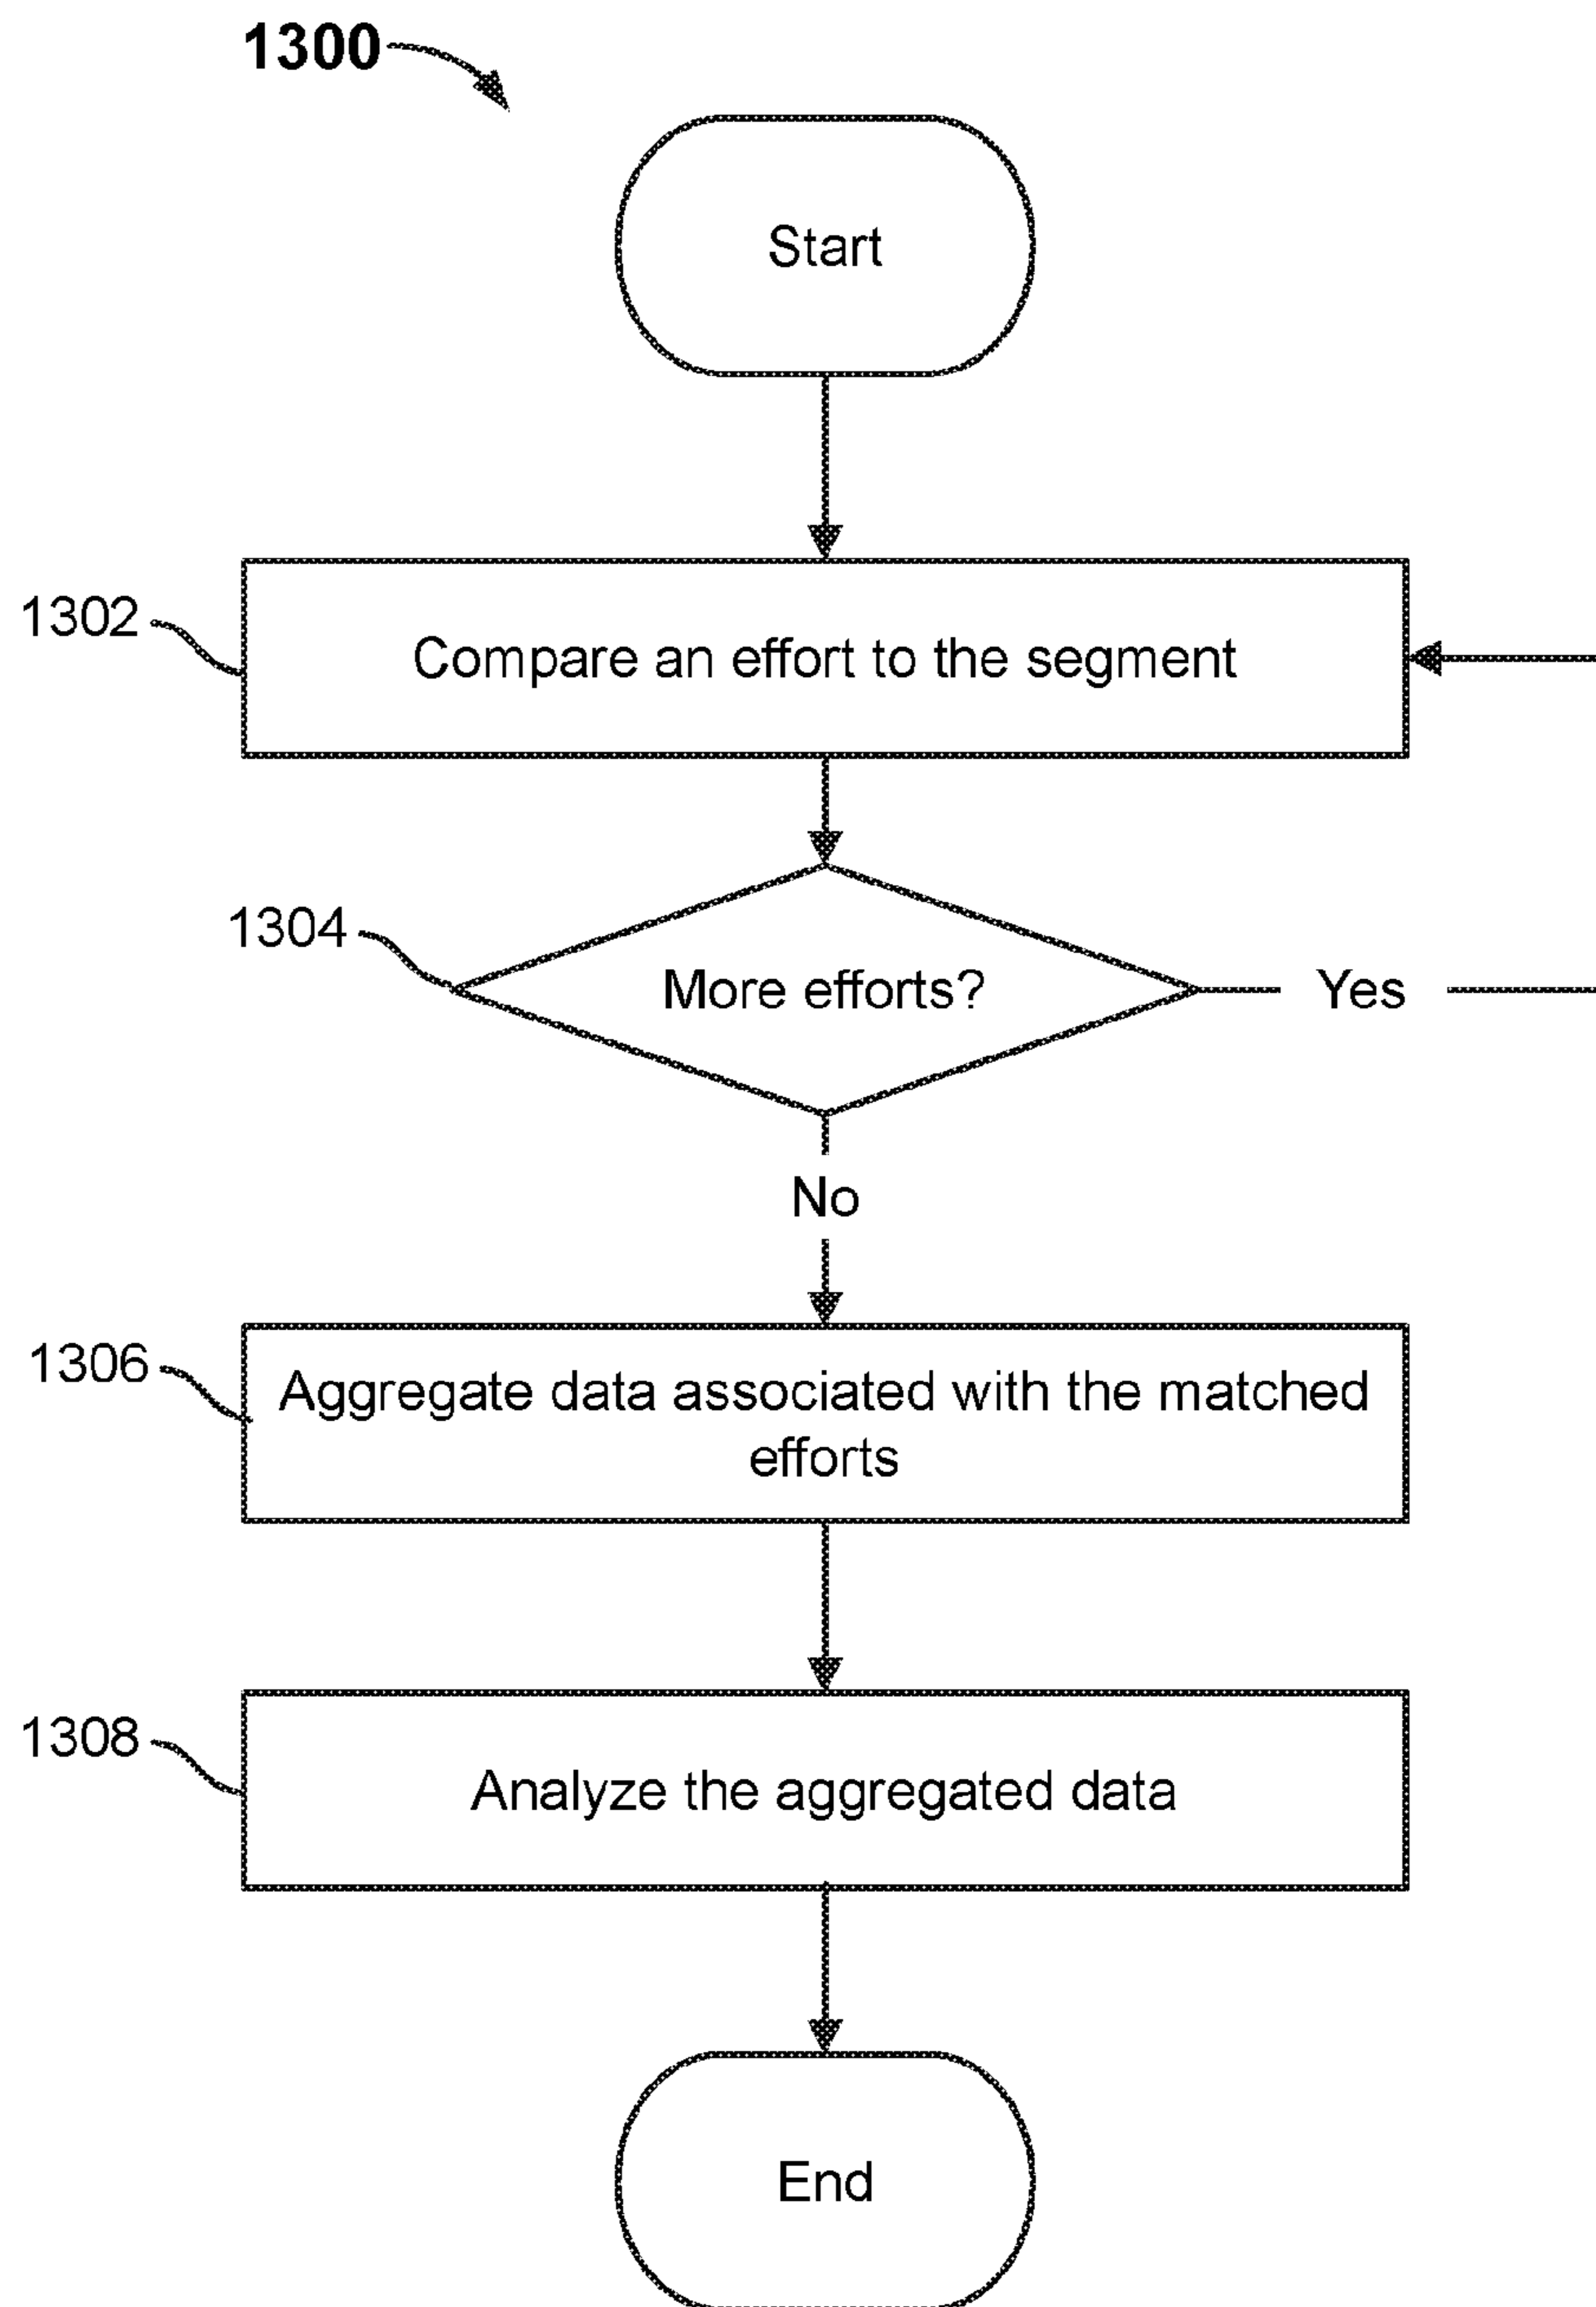 1300
Start
1302
Compare an effort to the segment
1304
More efforts?
Yes
No
1306
Aggregate data associated with the matched
efforts
1308
Analyze the aggregated data
End